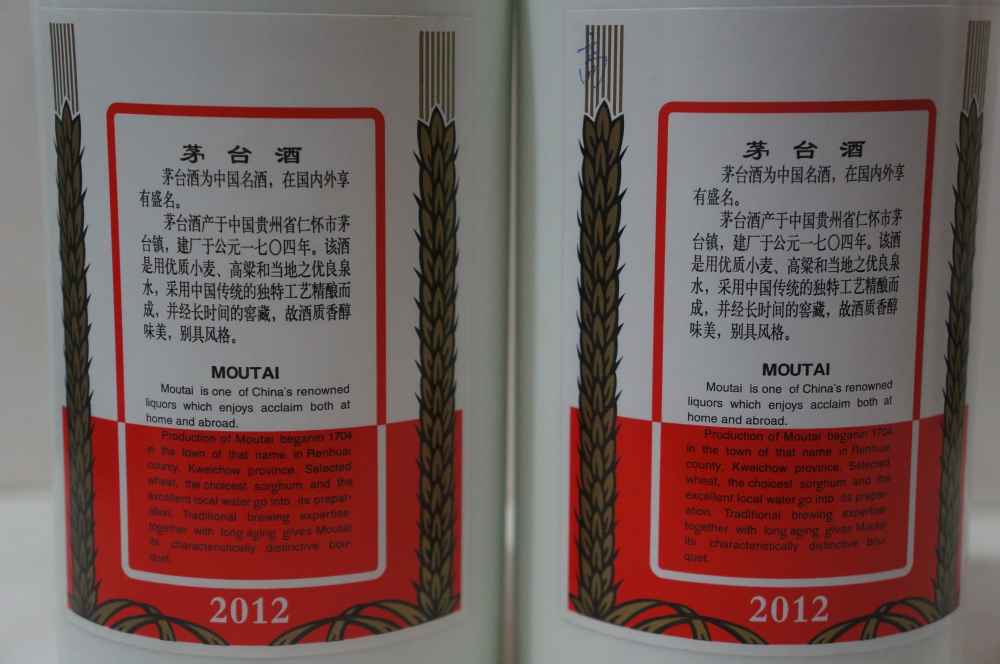 茅台酒
茅台酒为中国名酒，在国内外享
有盛名。
茅台酒产于中国贵州省仁怀市茅
台镇，建厂于公元一七〇四年。该酒
是用优质小麦、高粱和当地之优良泉
水，采用中国传统的独特工艺精酿而
成，并经长时间的窖藏，故酒质香醇
味美，别具风格。
MOUTAI
Moutai is one of China's renowned
liquors which enjoys acclaim both at
home and abroad.
Production of Moutai beganin 1704
in the town of that name in Renhuai
county, Kweichow province. Selected
wheat, the choicest sorghum and the
excellent local water go into its prepar-
ation. Traditional brewing expertise
together with long aging gives Moutai
its characteristically distinctive bou-
quet.
2012
茅台酒
茅台酒为中国名酒，在国内外享
有盛名。
茅台酒产于中国贵州省仁怀市茅
台镇，建厂于公元一七〇四年。该酒
是用优质小麦、高粱和当地之优良泉
水，采用中国传统的独特工艺精酿而
成，并经长时间的窖藏，故酒质香醇
味美，别具风格。
MOUTAI
Moutai is one of China's renowned
liquors which enjoys acclaim both at
home and abroad.
Production of Moutai beganin 1704
in the town of that name in Renhuai
county, Kweichow province. Selected
wheat, the choicest sorghum and the
excellent local water go into its prepar-
ation. Traditional brewing expertise
together with long aging gives Moutai
its characteristically distinctive bou-
quet.
2012